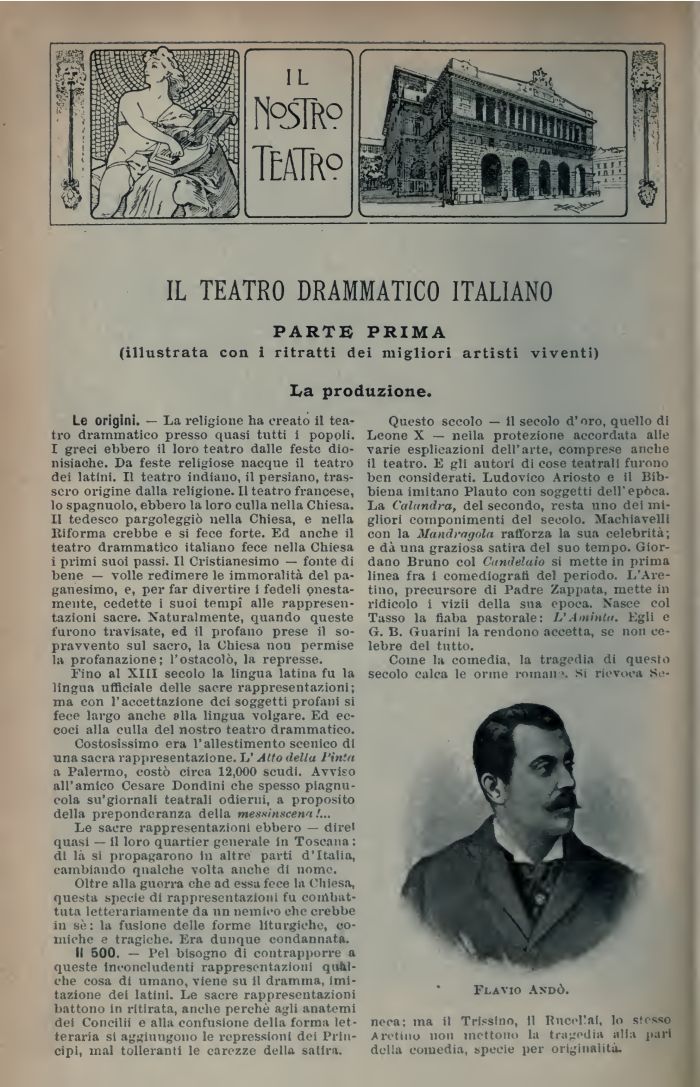 IL
NOSTRO
TEATRO
IL TEATRO DRAMMATICO ITALIANO
PARTE PRIMA
(illustrata con i ritratti dei migliori artisti viventi)
La produzione.
Le origini. — La religione ha creato il tea-
tro drammatico presso quasi tutti i popoli.
I greci ebbero il loro teatro dalle feste dio-
nisiache. Da feste religiose nacque il teatro
dei latini. Il teatro indiano, il persiano, tras-
sero origine dalla religione. Il teatro francese,
lo spagnuolo, ebbero la loro culla nella Chiesa.
Il tedesco pargoleggiò nella Chiesa, e nella
Riforma crebbe e si fece forte. Ed anche il
teatro drammatico italiano fece nella Chiesa
i primi suoi passi. Il Cristianesimo — fonte di
bene — volle redimere le immoralità del pa-
ganesimo, e, per far divertire i fedeli onesta-
mente, cedette i suoi tempî alle rappresen-
tazioni sacre. Naturalmente, quando queste
furono travisate, ed il profano prese il so-
pravvento sul sacro, la Chiesa non permise
la profanazione; l'ostacolò, la represse.
Fino al XIII secolo la lingua latina fu la
lingua ufficiale delle sacre rappresentazioni;
ma con l'accettazione dei soggetti profani si
fece largo anche alla lingua volgare. Ed ec-
coci alla culla del nostro teatro drammatico.
Costosissimo era l'allestimento scenico di
una sacra rappresentazione. L'Atto della Pinta
a Palermo, costò circa 12,000 scudi. Avviso
all'amico Cesare Dondini che spesso piagnu-
cola su'giornali teatrali odierni, a proposito
della preponderanza della messinscena!...
Le sacre rappresentazioni ebbero — direi
quasi — il loro quartier generale in Toscana:
di là si propagarono in altre parti d'Italia,
cambiando qualche volta anche di nome.
Oltre alla guerra che ad essa fece la Chiesa,
questa specie di rappresentazioni fu combat-
tuta letterariamente da un nemico che crebbe
in sè: la fusione delle forme liturgiche, co-
miche e tragiche. Era dunque condannata.
Il 500. — Pel bisogno di contrapporre a
queste inconcludenti rappresentazioni qual-
che cosa di umano, viene su il dramma, imi-
tazione dei latini. Le sacre rappresentazioni
battono in ritirata, anche perchè agli anatemi
dei Concilii e alla confusione della forma let-
teraria si aggiungono le repressioni dei Prin-
cipi, mal tolleranti le carezze della satira.
Questo secolo — il secolo d'oro, quello di
Leone X — nella protezione accordata alle
varie esplicazioni dell'arte, comprese anche
il teatro. E gli autori di cose teatrali furono
ben considerati. Ludovico Ariosto e il Bib-
biena imitano Plauto con soggetti dell'epoca.
La Calandra, del secondo, resta uno dei mi-
gliori componimenti del secolo. Machiavelli
con la Mandragola rafforza la sua celebrità;
e dà una graziosa satira del suo tempo. Gior-
dano Bruno col Candelaio si mette in prima
linea fra i comediografi del periodo. L'Are-
tino, precursore di Padre Zappata, mette in
ridicolo i vizii della sua epoca. Nasce col
Tasso la fiaba pastorale: L'Aminta. Egli e
G. B. Guarini la rendono accetta, se non ce-
lebre del tutto.
Come la comedia, la tragedia di questo
secolo calca le orme romane. Si rievoca Se-
FLAVIO ANDÒ.
neca; ma il Trissino, il Rucellai, lo stesso
Aretino non mettono la tragedia alla pari
della comedia, specie per originalità.